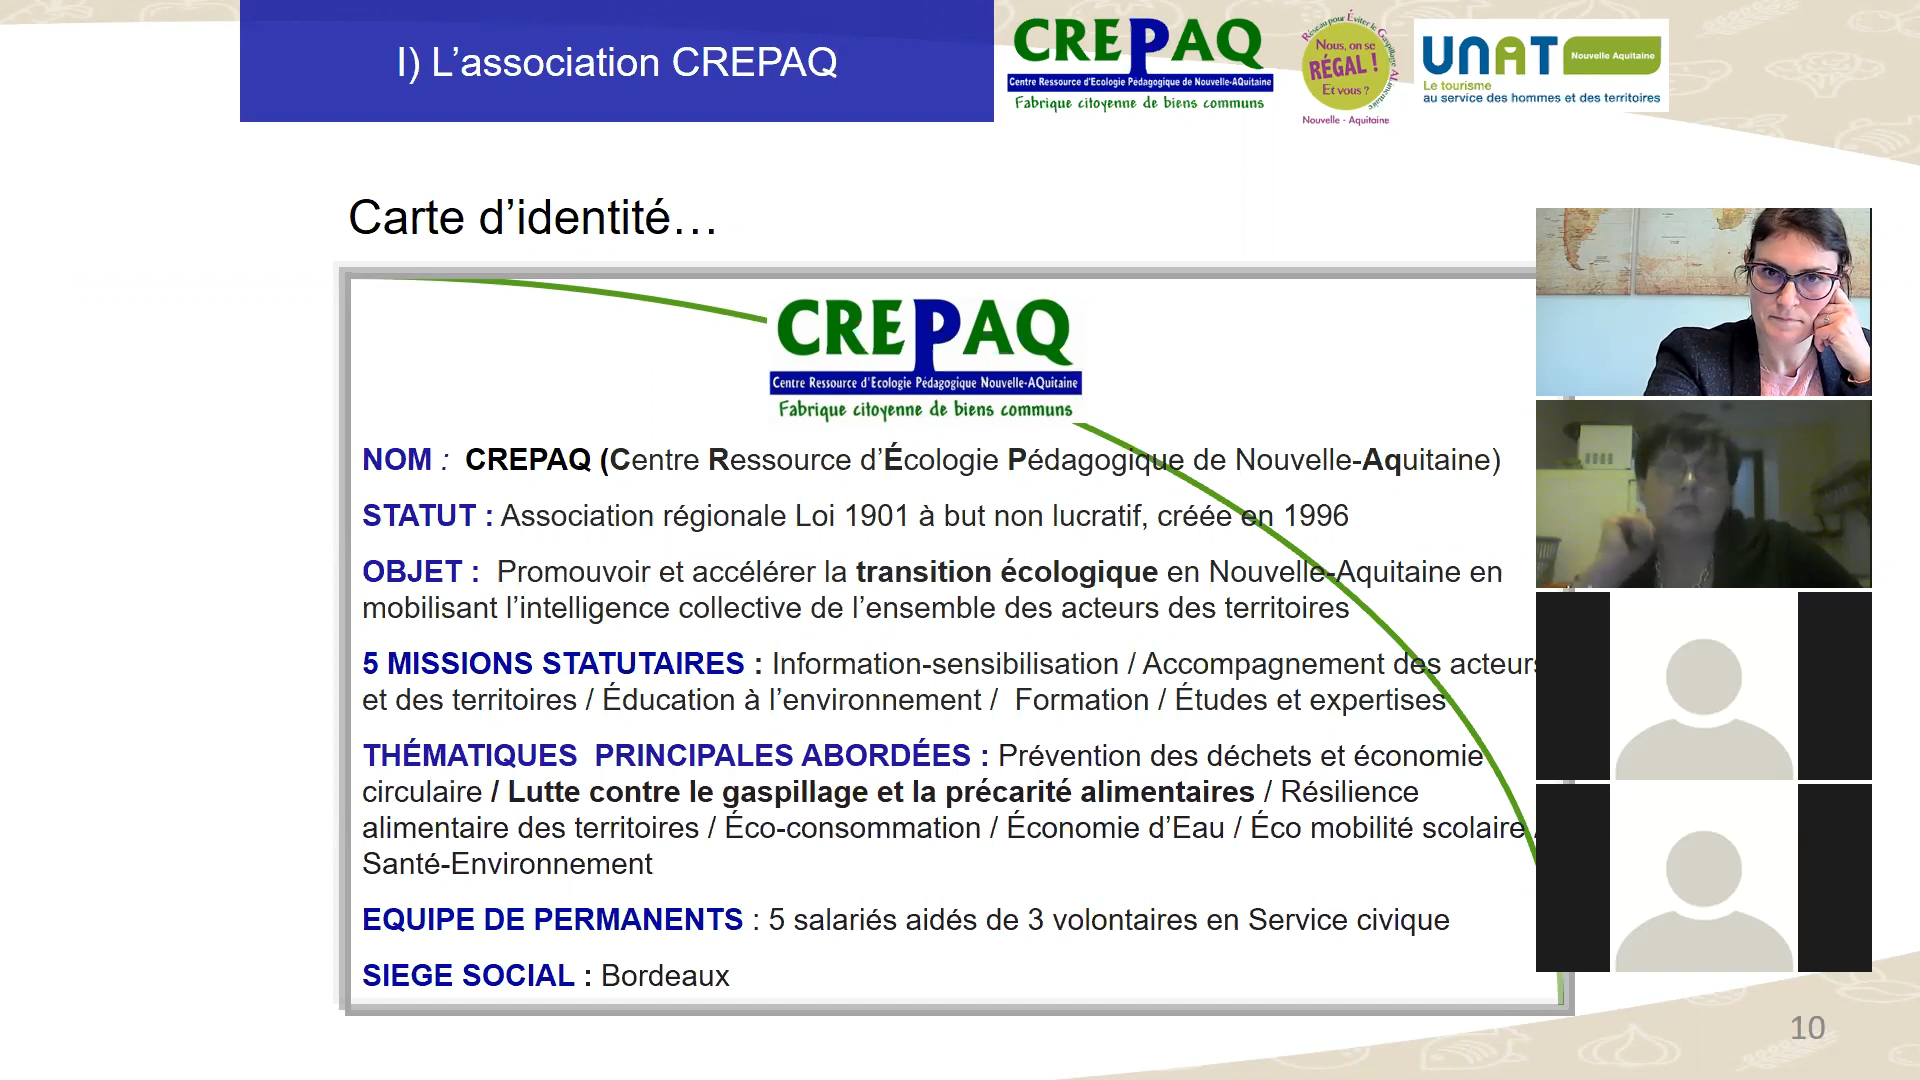 I) L’association CREPAQ
CREPAQ
Centre Ressource d'Ecologie Pédagogique de Nouvelle-AQuitaine
Fabrique citoyenne de biens communs
Réseau pour Éviter le Gaspillage ALimentaire
Nous, on se
RÉGAL !
Et vous ?
Nouvelle - Aquitaine
UNAT
Nouvelle Aquitaine
Le tourisme
au service des hommes et des territoires
Carte d’identité…
CREPAQ
Centre Ressource d'Ecologie Pédagogique Nouvelle-AQuitaine
Fabrique citoyenne de biens communs
NOM : CREPAQ (Centre Ressource d’Écologie Pédagogique de Nouvelle-Aquitaine)
STATUT : Association régionale Loi 1901 à but non lucratif, créée en 1996
OBJET : Promouvoir et accélérer la transition écologique en Nouvelle-Aquitaine en
mobilisant l’intelligence collective de l’ensemble des acteurs des territoires
5 MISSIONS STATUTAIRES : Information-sensibilisation / Accompagnement des acteurs
et des territoires / Éducation à l’environnement / Formation / Études et expertises
THÉMATIQUES PRINCIPALES ABORDÉES : Prévention des déchets et économie
circulaire / Lutte contre le gaspillage et la précarité alimentaires / Résilience
alimentaire des territoires / Éco-consommation / Économie d’Eau / Éco mobilité scolaire /
Santé-Environnement
EQUIPE DE PERMANENTS : 5 salariés aidés de 3 volontaires en Service civique
SIEGE SOCIAL : Bordeaux
10